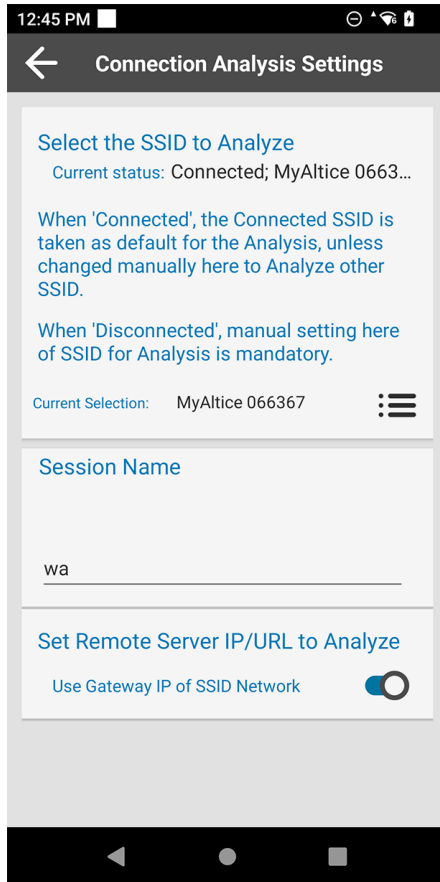 12:45 PM
Connection Analysis Settings
Select the SSID to Analyze
Current status: Connected; MyAltice 0663...
When 'Connected', the Connected SSID is
taken as default for the Analysis, unless
changed manually here to Analyze other
SSID.
When 'Disconnected', manual setting here
of SSID for Analysis is mandatory.
Current Selection: MyAltice 066367
Session Name
wa
Set Remote Server IP/URL to Analyze
Use Gateway IP of SSID Network